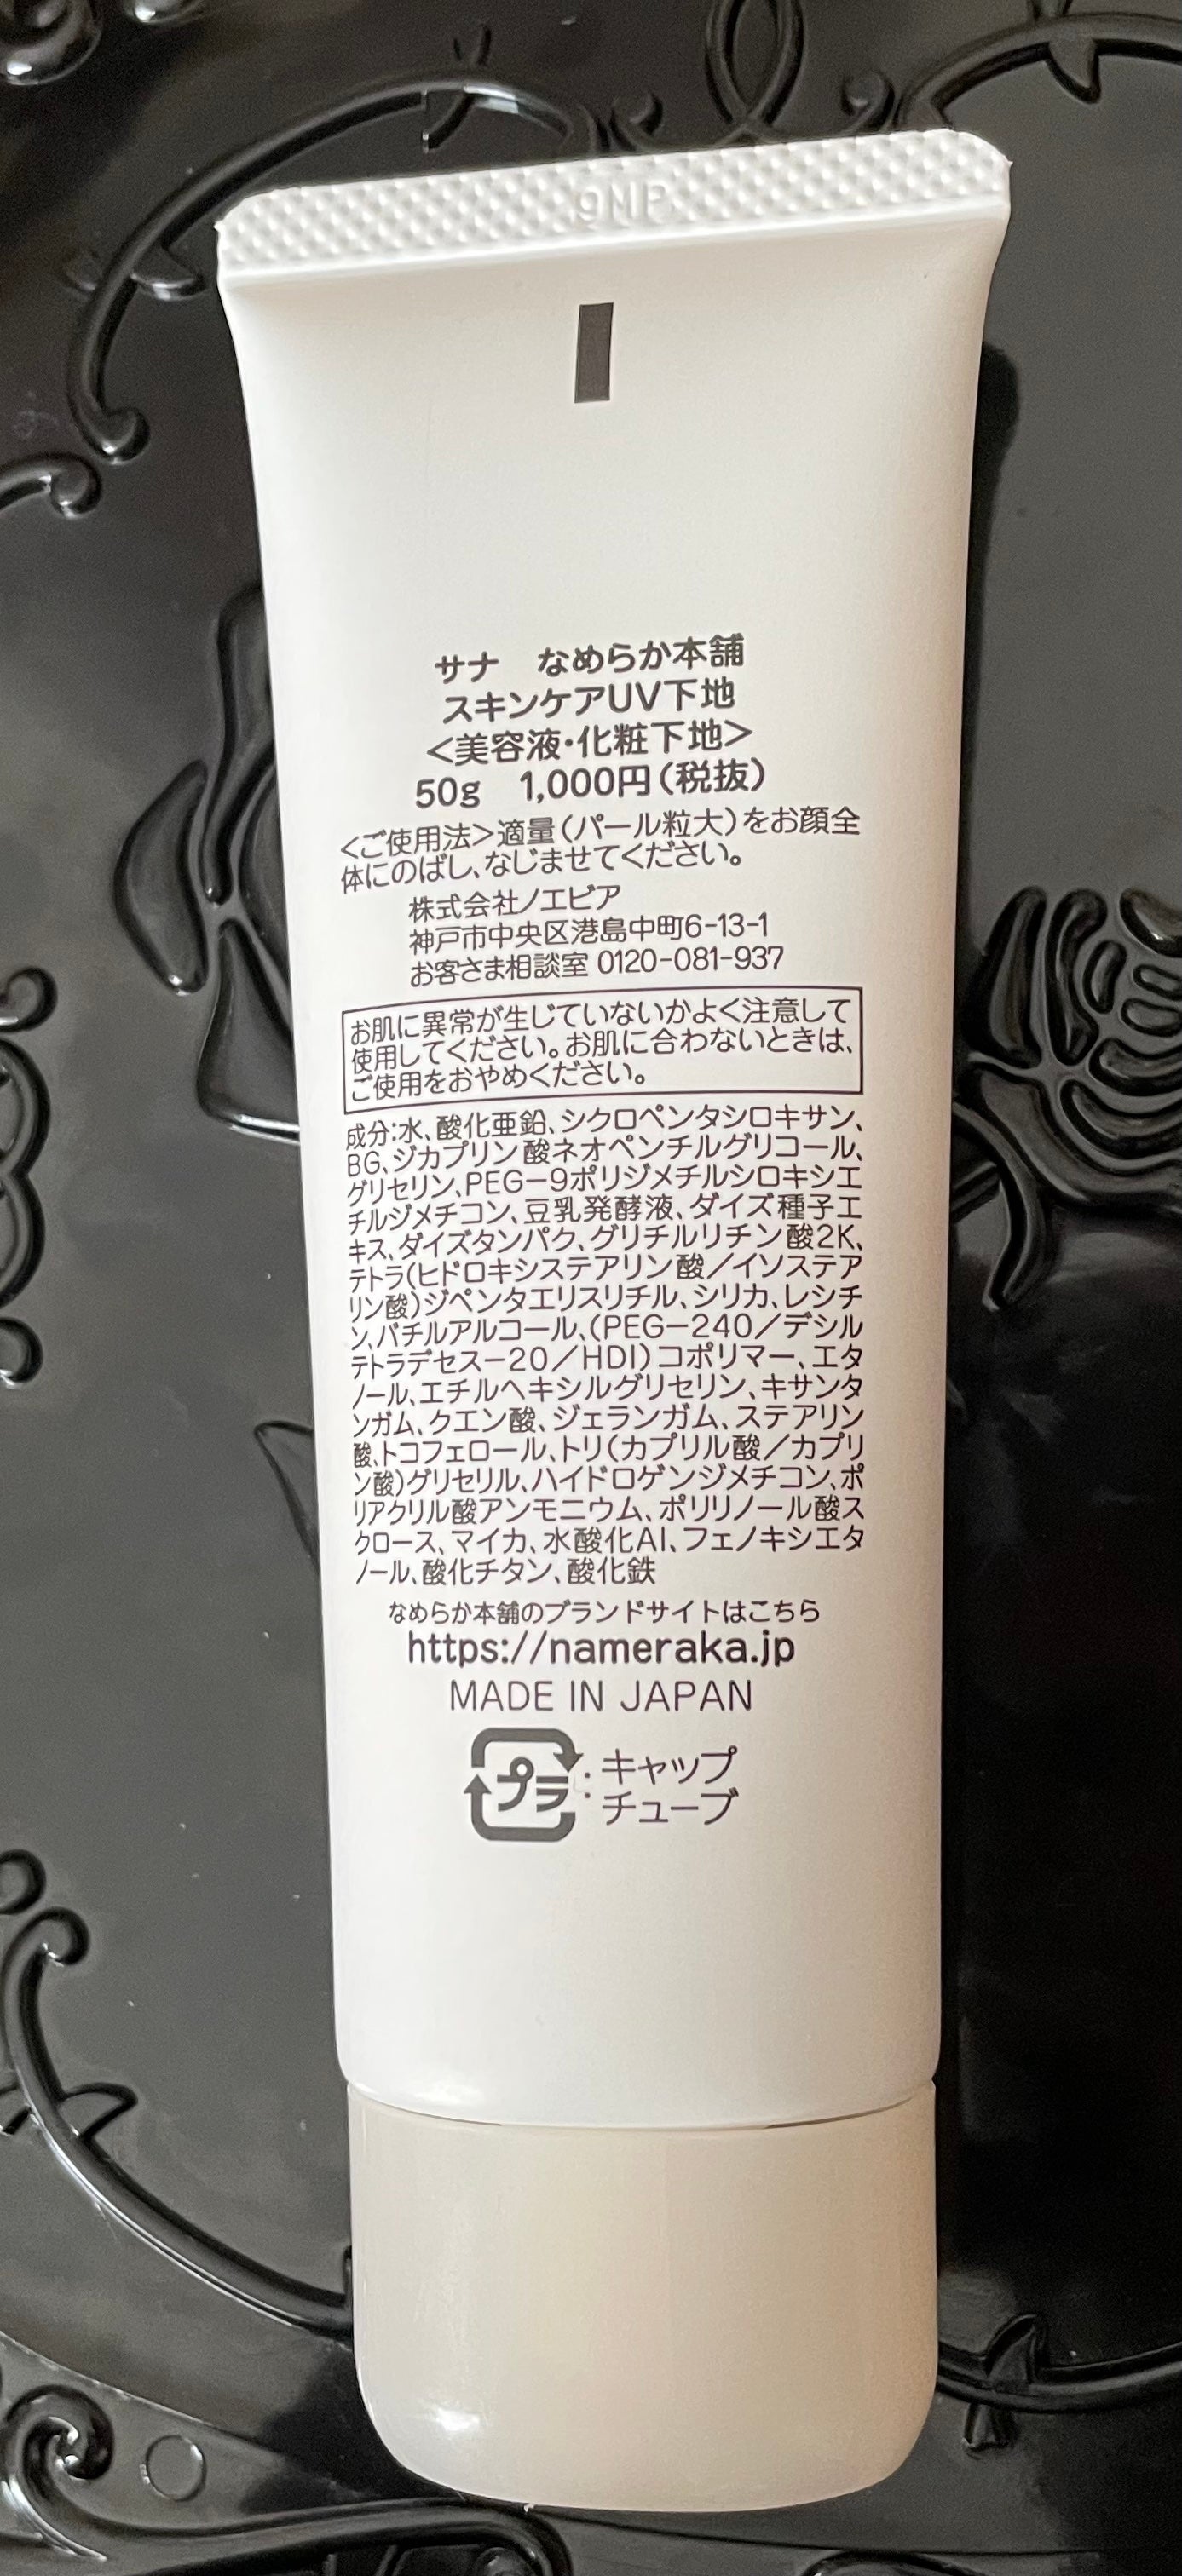 9MP
サナ なめらか本舗
スキンケアUV下地
<美容液・化粧下地>
50g 1,000円(税抜)
<ご使用法>適量(パール粒大)をお顔全
体にのばし、なじませてください。
株式会社ノエビア
神戸市中央区港島中町6-13-1
お客さま相談室 0120-081-937
お肌に異常が生じていないかよく注意して
使用してください。お肌に合わないときは、
ご使用をおやめください。
成分:水、酸化亜鉛、シクロペンタシロキサン、
BG、ジカプリン酸ネオペンチルグリコール、
グリセリン、PEG-9ポリジメチルシロキシエ
チルジメチコン、豆乳発酵液、ダイズ種子エ
キス、ダイズタンパク、グリチルリチン酸2K、
テトラ(ヒドロキシステアリン酸/イソステア
リン酸)ジペンタエリスリチル、シリカ、レシチ
ン、バチルアルコール、(PEG-240/デシル
テトラデセス-20/HDI)コポリマー、エタ
ノール、エチルヘキシルグリセリン、キサンタ
ンガム、クエン酸、ジェランガム、ステアリン
酸、トコフェロール、トリ(カプリル酸/カプリ
ン酸)グリセリル、ハイドロゲンジメチコン、ポ
リアクリル酸アンモニウム、ポリリノール酸ス
クロース、マイカ、水酸化Al、フェノキシエタ
ノール、酸化チタン、酸化鉄
なめらか本舗のブランドサイトはこちら
https://nameraka.jp
MADE IN JAPAN
プラ:キャップ
:チューブ